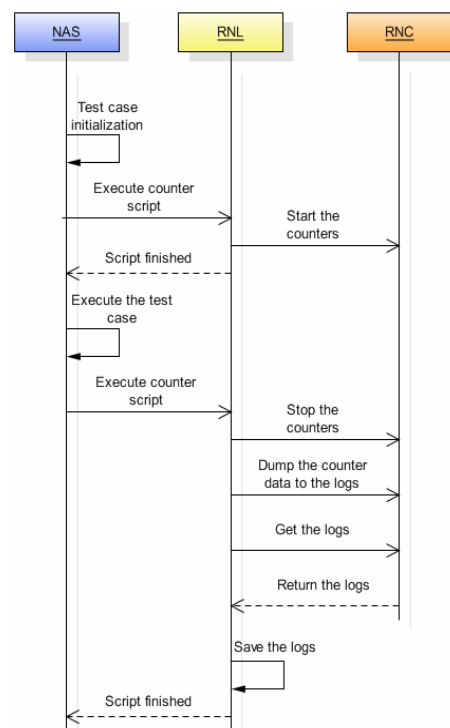 NAS
RNL
RNC
Test case
initialization
Execute counter
script
Start the
counters
Script finished
Execute the test
case
Execute counter
script
Stop the
counters
Dump the counter
data to the logs
Get the logs
Return the logs
Save the logs
Script finished